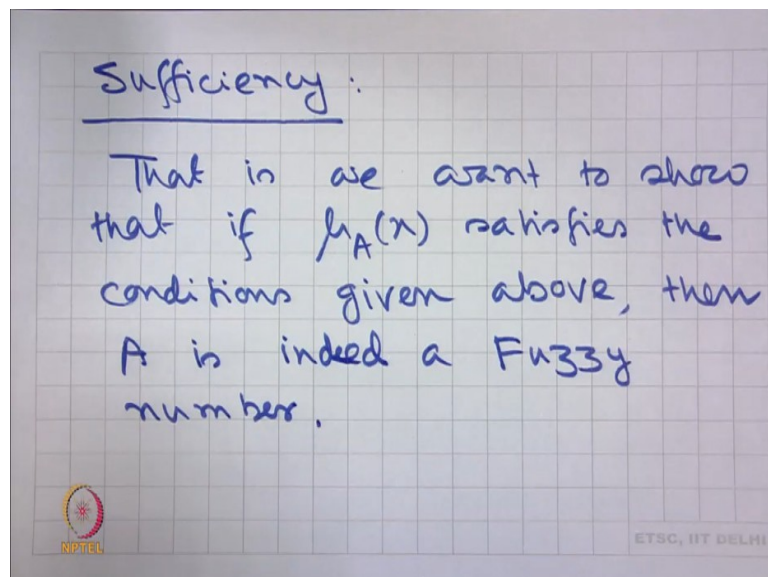 Sufficiency :
That is we want to show
that if μ_A(x) satisfies the
conditions given above, then
A is indeed a Fuzzy
number.
NPTEL
ETSC, IIT DELHI